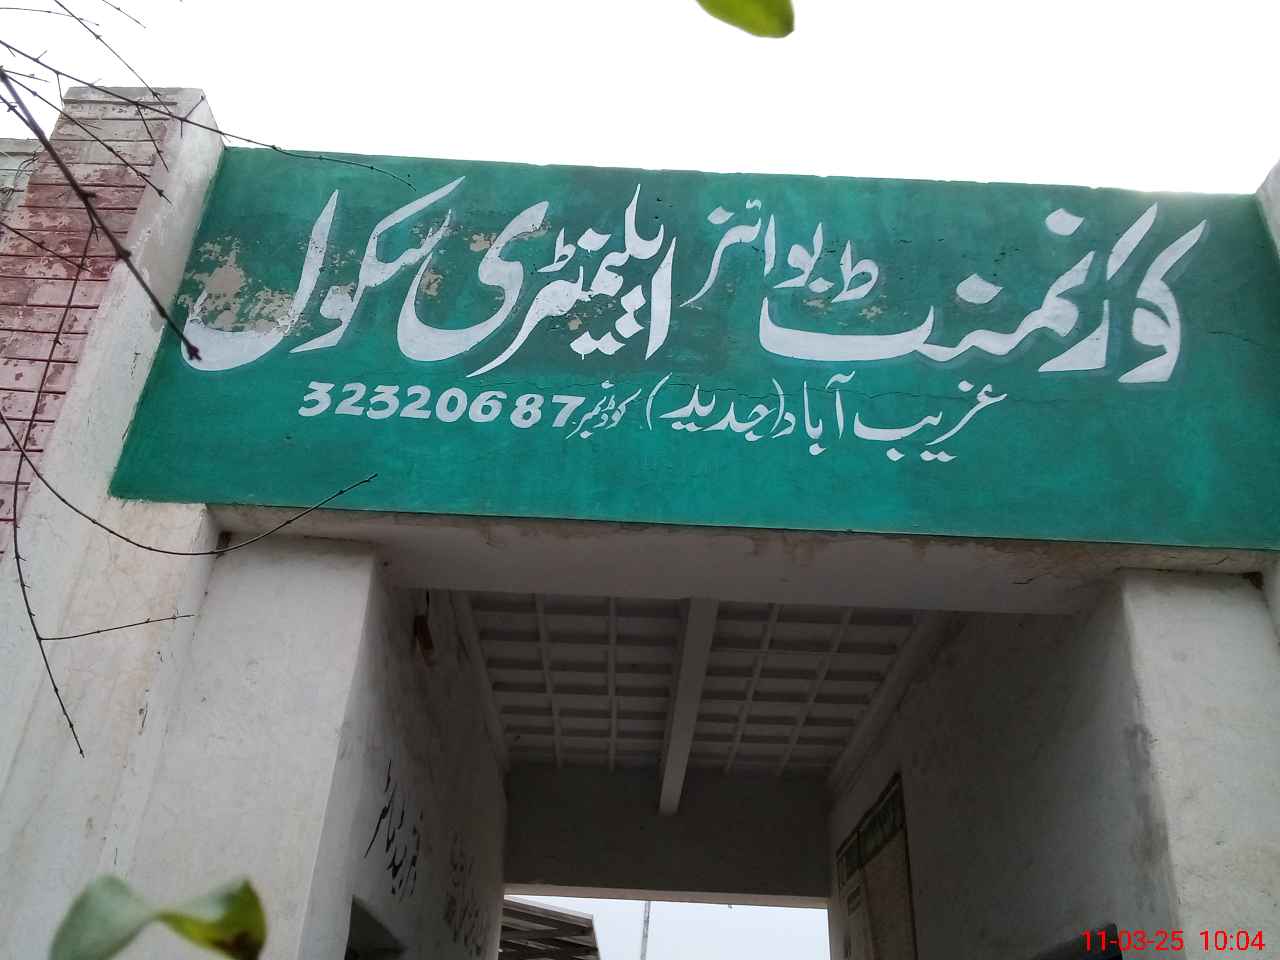 گورنمنٹ بوائز ایلیمنٹری سکول
غریب آباد (جدید) کوڈ نمبر 32320687
11-03-25 10:04